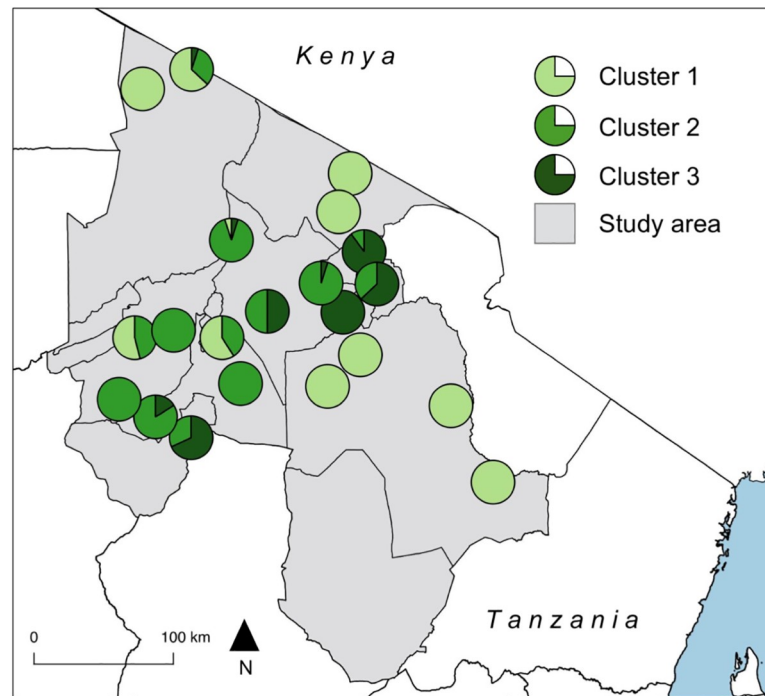 Kenya
Cluster 1
Cluster 2
Cluster 3
Study area
Tanzania
0 100 km
N